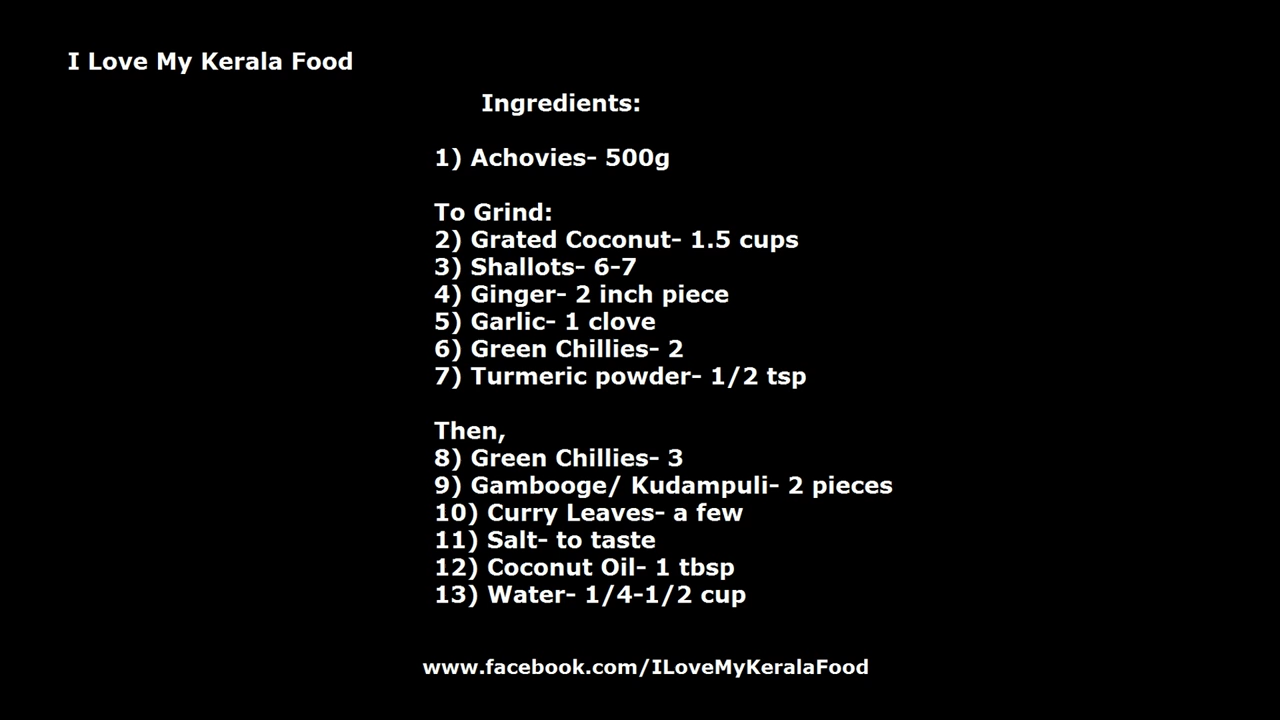 I Love My Kerala Food
Ingredients:
1) Achovies- 500g
To Grind:
2) Grated Coconut- 1.5 cups
3) Shallots- 6-7
4) Ginger- 2 inch piece
5) Garlic- 1 clove
6) Green Chillies- 2
7) Turmeric powder- 1/2 tsp
Then,
8) Green Chillies- 3
9) Gambooge/ Kudampuli- 2 pieces
10) Curry Leaves- a few
11) Salt- to taste
12) Coconut Oil- 1 tbsp
13) Water- 1/4-1/2 cup
www.facebook.com/ILoveMyKeralaFood